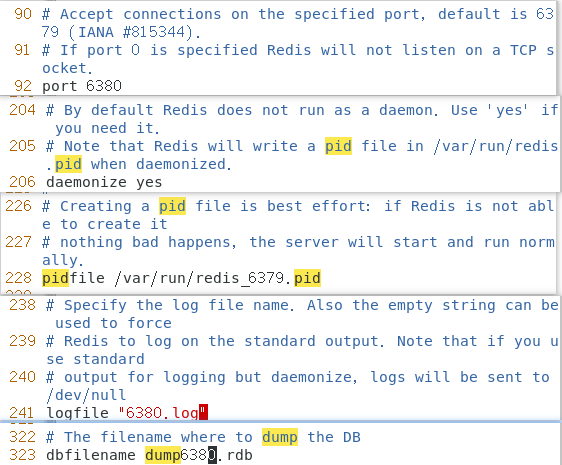 90 # Accept connections on the specified port, default is 63
79 (IANA #815344).
91 # If port 0 is specified Redis will not listen on a TCP s
ocket.
92 port 6380
204 # By default Redis does not run as a daemon. Use 'yes' if
you need it.
205 # Note that Redis will write a pid file in /var/run/redis
.pid when daemonized.
206 daemonize yes
226 # Creating a pid file is best effort: if Redis is not abl
e to create it
227 # nothing bad happens, the server will start and run norm
ally.
228 pidfile /var/run/redis_6379.pid
238 # Specify the log file name. Also the empty string can be
used to force
239 # Redis to log on the standard output. Note that if you u
se standard
240 # output for logging but daemonize, logs will be sent to
/dev/null
241 logfile "6380.log"
322 # The filename where to dump the DB
323 dbfilename dump6380.rdb